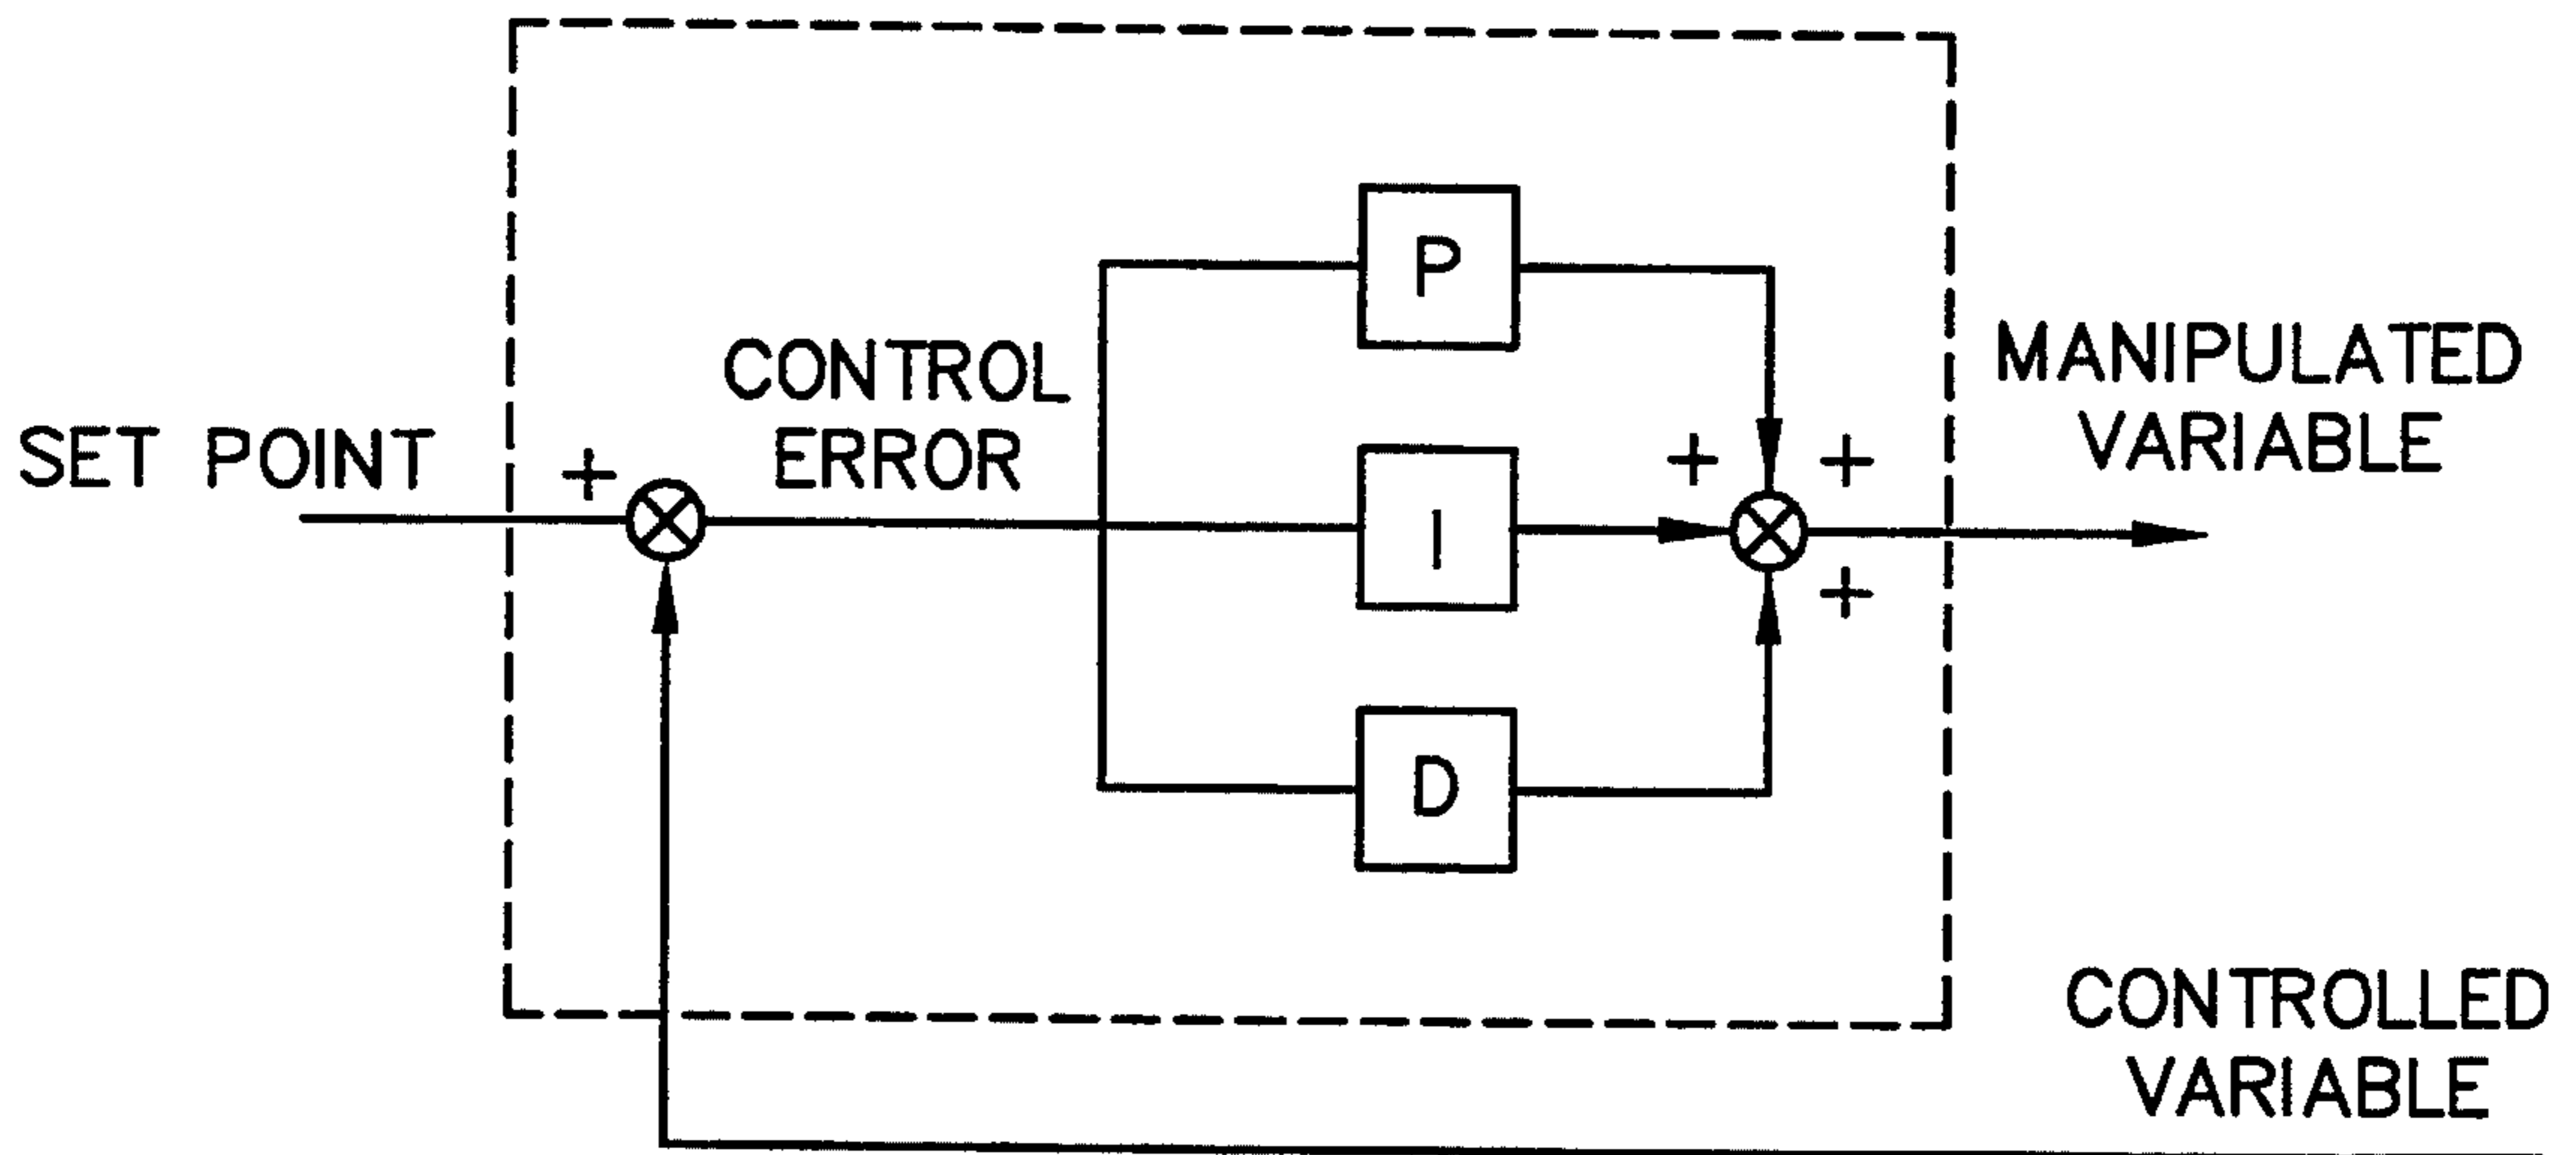 SET POINT
+
CONTROL
ERROR
P
I
D
+
+
+
MANIPULATED
VARIABLE
CONTROLLED
VARIABLE